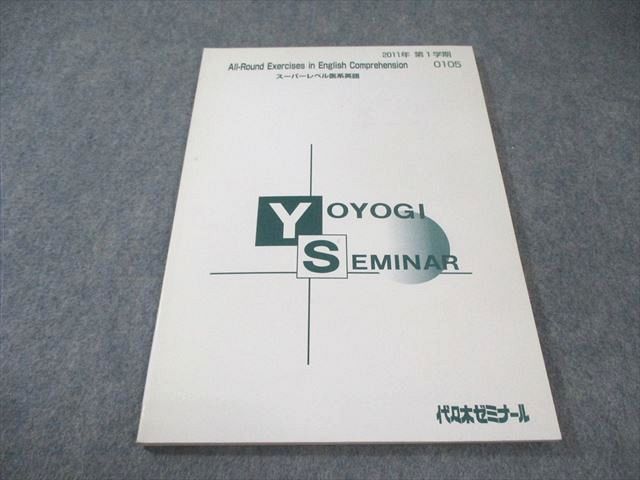 2011年 第1学期
All-Round Exercises in English Comprehension 0105
スーパーレベル医系英語
YOYOGI
SEMINAR
代々木ゼミナール